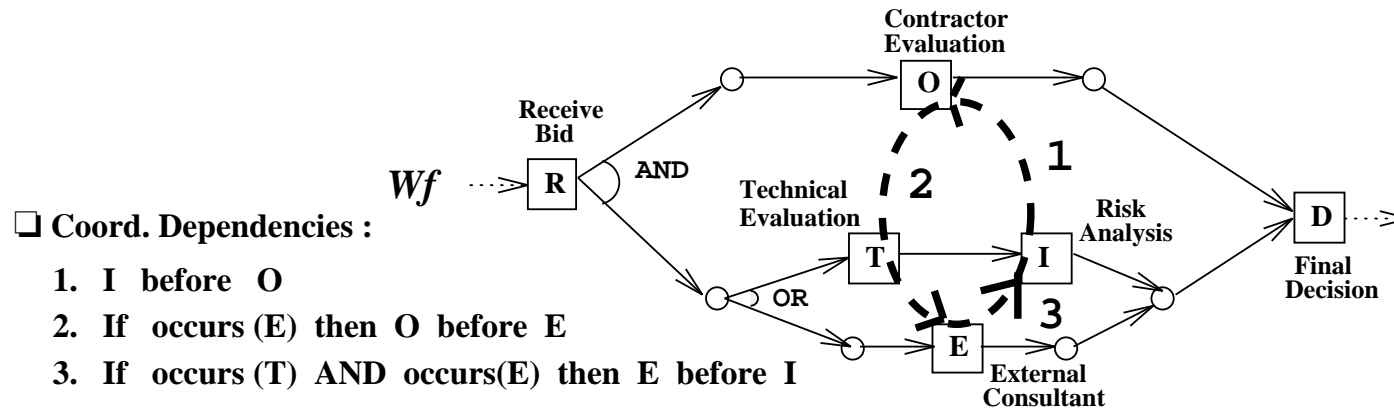 Contractor
Evaluation
O
Receive
Bid
Wf
R
AND
1
2
Technical
Evaluation
Risk
Analysis
D
T
I
Final
Decision
OR
3
E
External
Consultant
❏ Coord. Dependencies :
1. I before O
2. If occurs (E) then O before E
3. If occurs (T) AND occurs(E) then E before I